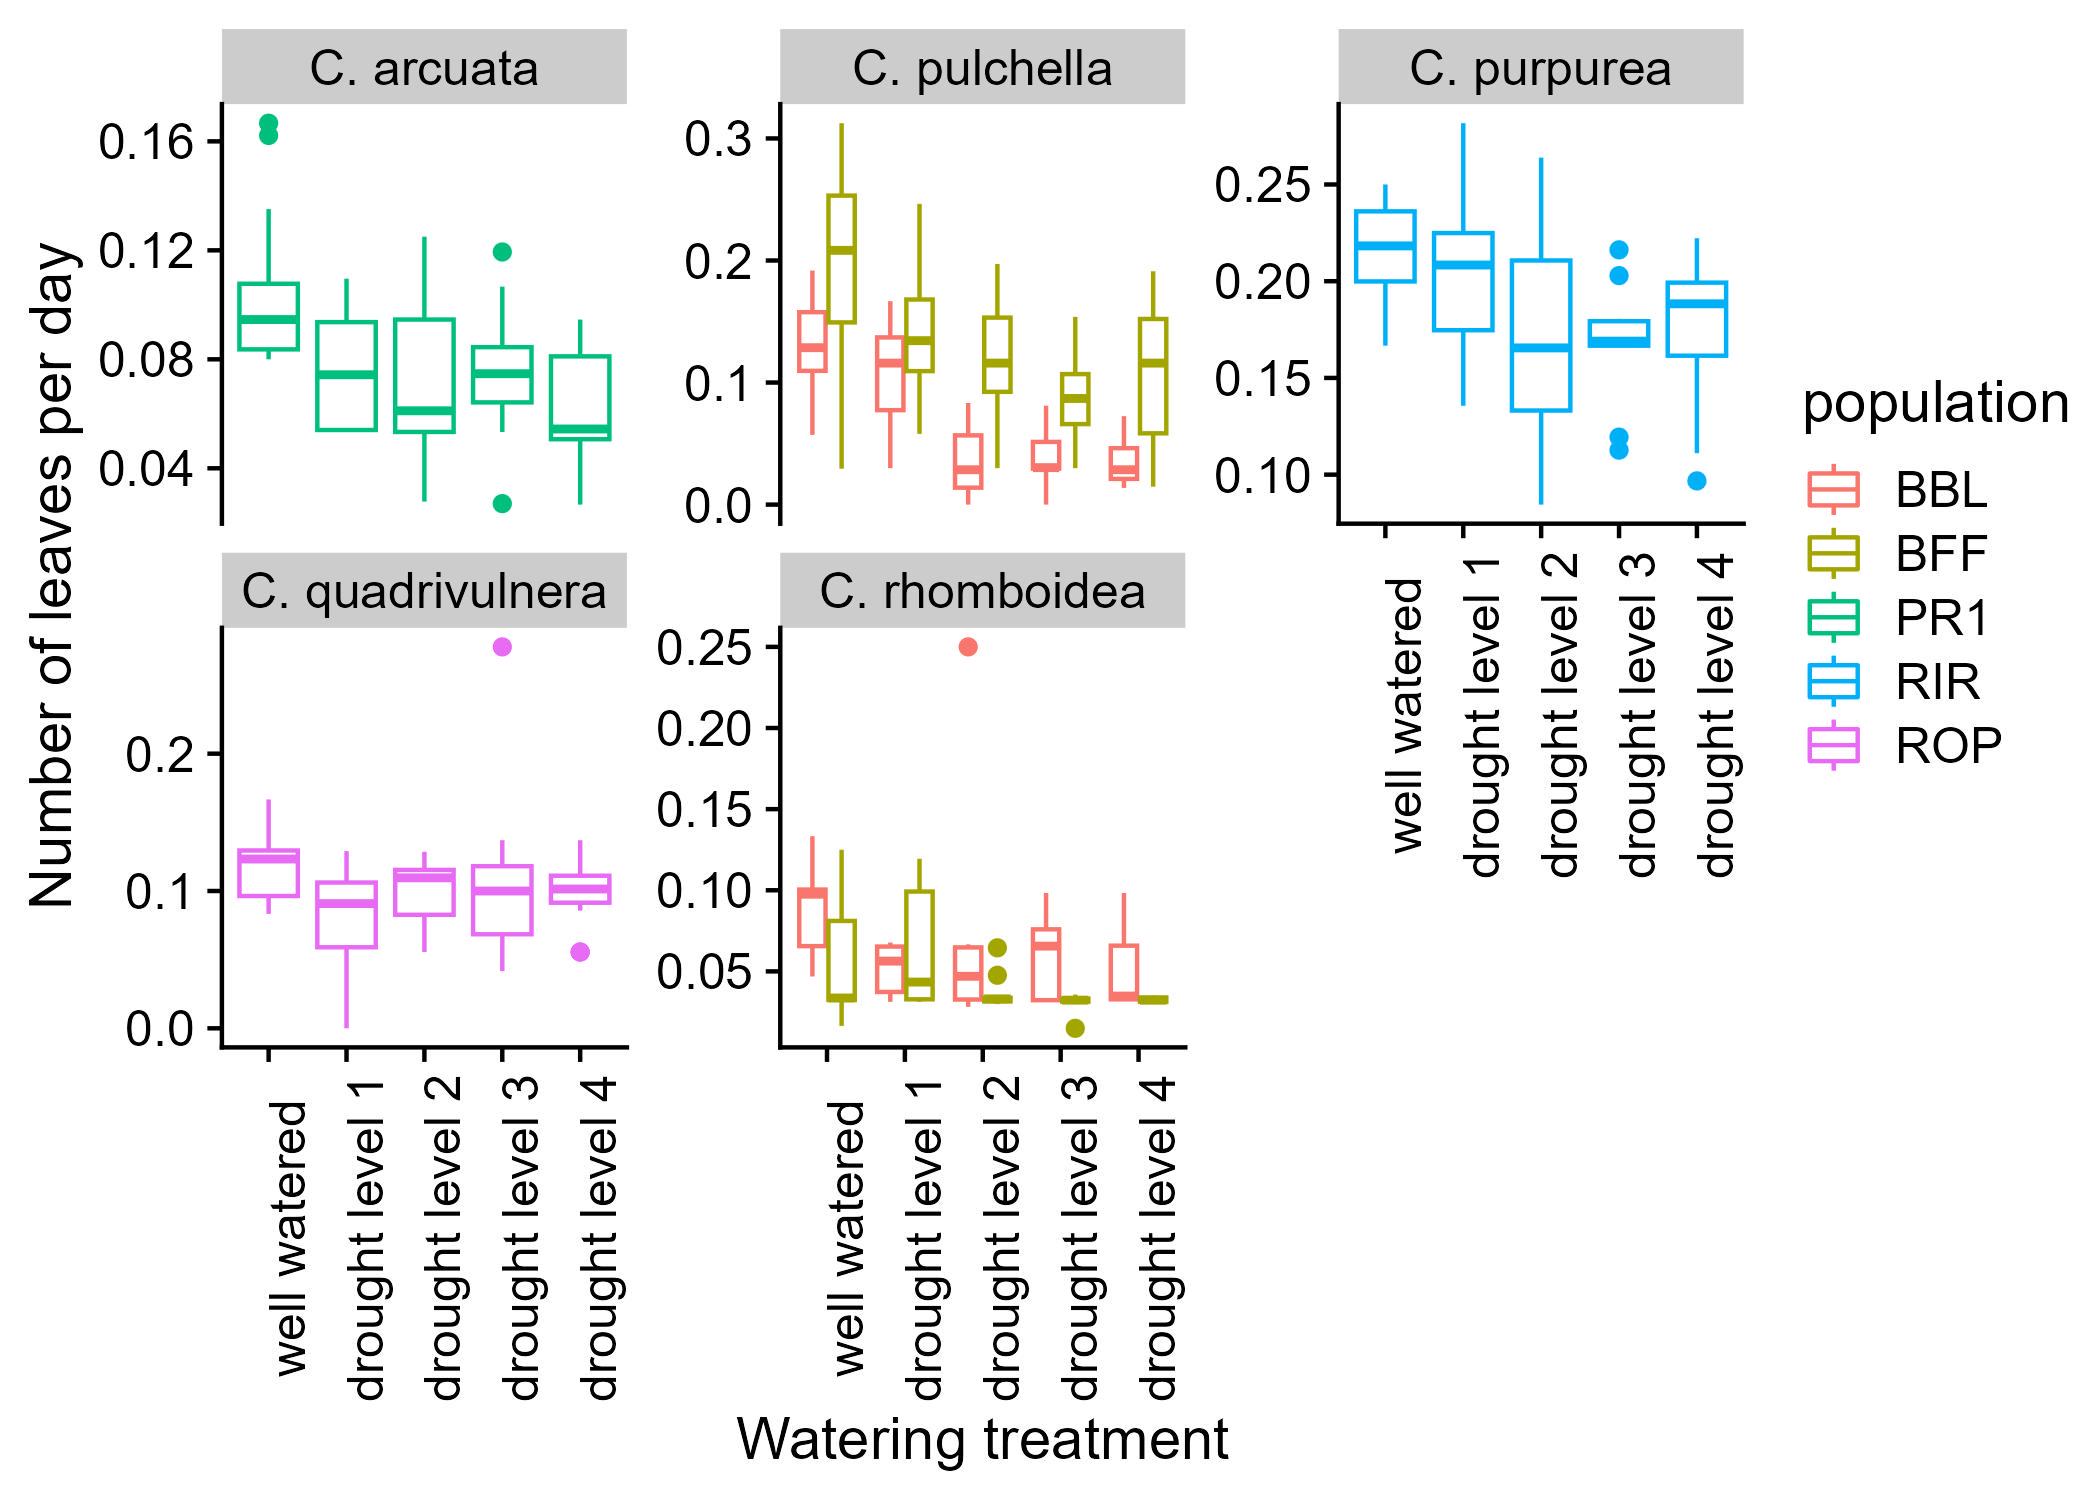 C. arcuata
C. pulchella
C. purpurea
0.16
0.12
0.08
0.04
0.3
0.2
0.1
0.0
0.25
0.20
0.15
0.10
well watered
drought level 1
drought level 2
drought level 3
drought level 4
C. quadrivulnera
C. rhomboidea
0.2
0.1
0.0
0.25
0.20
0.15
0.10
0.05
well watered
drought level 1
drought level 2
drought level 3
drought level 4
well watered
drought level 1
drought level 2
drought level 3
drought level 4
Number of leaves per day
Watering treatment
population
BBL
BFF
PR1
RIR
ROP